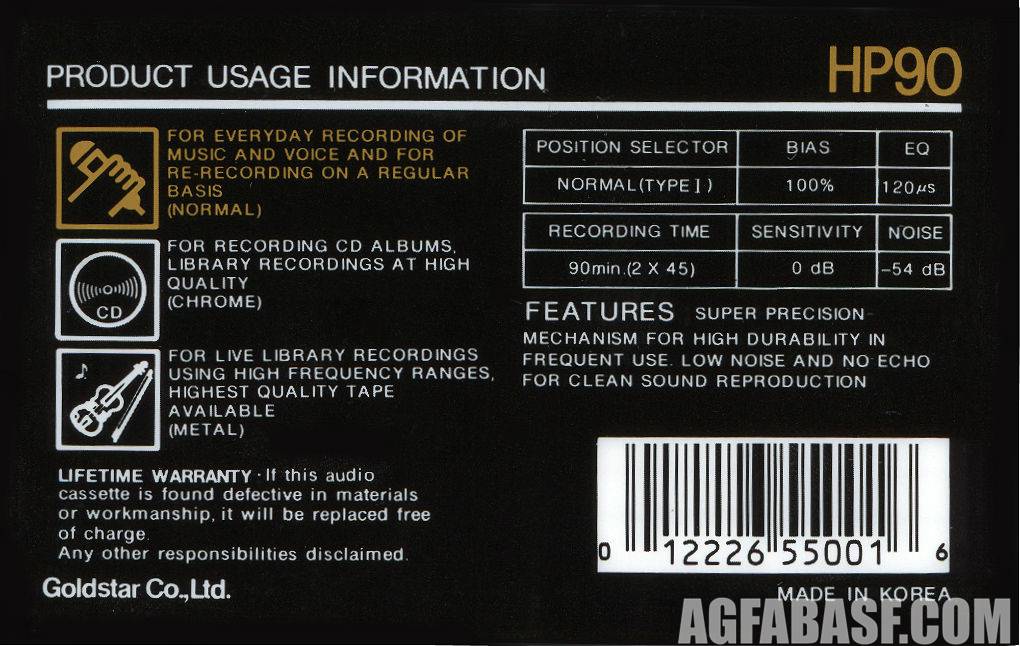 PRODUCT USAGE INFORMATION
HP90
FOR EVERYDAY RECORDING OF
MUSIC AND VOICE AND FOR
RE-RECORDING ON A REGULAR
BASIS
(NORMAL)
CD
FOR RECORDING CD ALBUMS,
LIBRARY RECORDINGS AT HIGH
QUALITY
(CHROME)
FOR LIVE LIBRARY RECORDINGS
USING HIGH FREQUENCY RANGES,
HIGHEST QUALITY TAPE
AVAILABLE
(METAL)
LIFETIME WARRANTY · If this audio
cassette is found defective in materials
or workmanship, it will be replaced free
of charge.
Any other responsibilities disclaimed.
Goldstar Co.,Ltd.
POSITION SELECTOR BIAS EQ
NORMAL(TYPE I) 100% 120μs
RECORDING TIME SENSITIVITY NOISE
90min.(2 X 45) 0 dB -54 dB
FEATURES SUPER PRECISION-
MECHANISM FOR HIGH DURABILITY IN
FREQUENT USE. LOW NOISE AND NO ECHO
FOR CLEAN SOUND REPRODUCTION
0 12226 55001 6
MADE IN KOREA
AGFABASF.COM